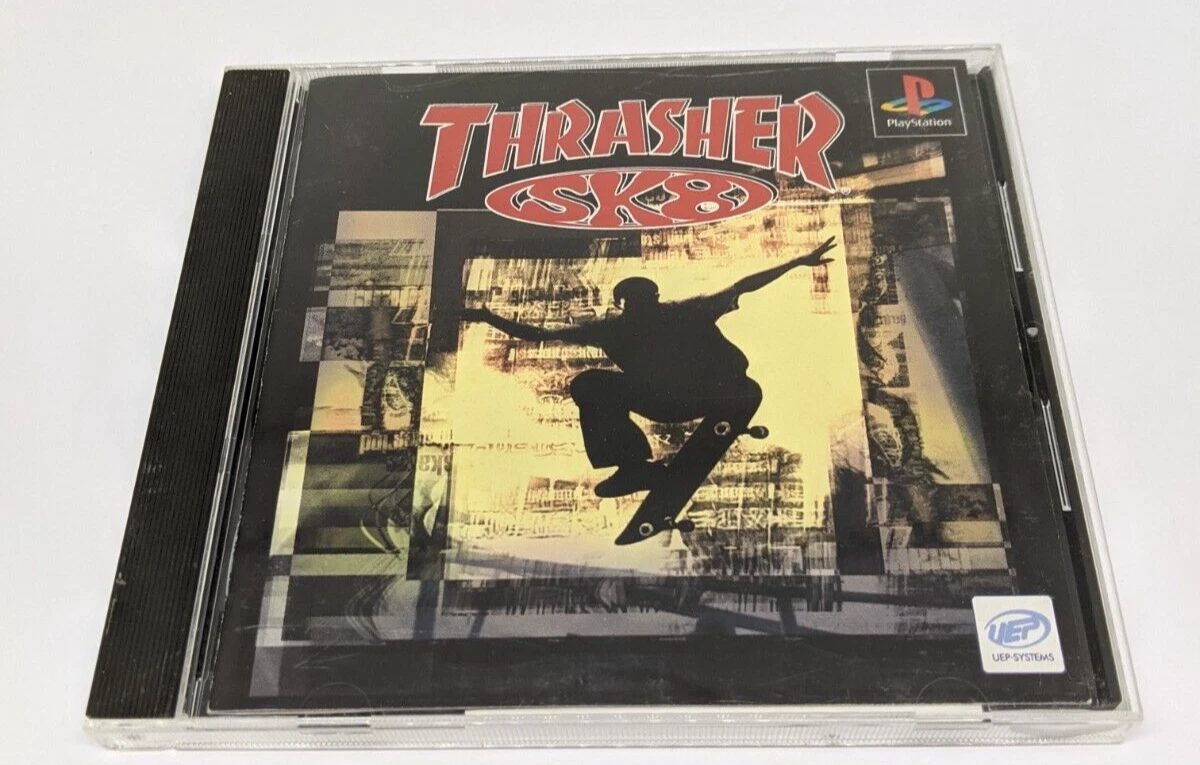 THRASHER
SK8
®
PlayStation
UEP
UEP-SYSTEMS